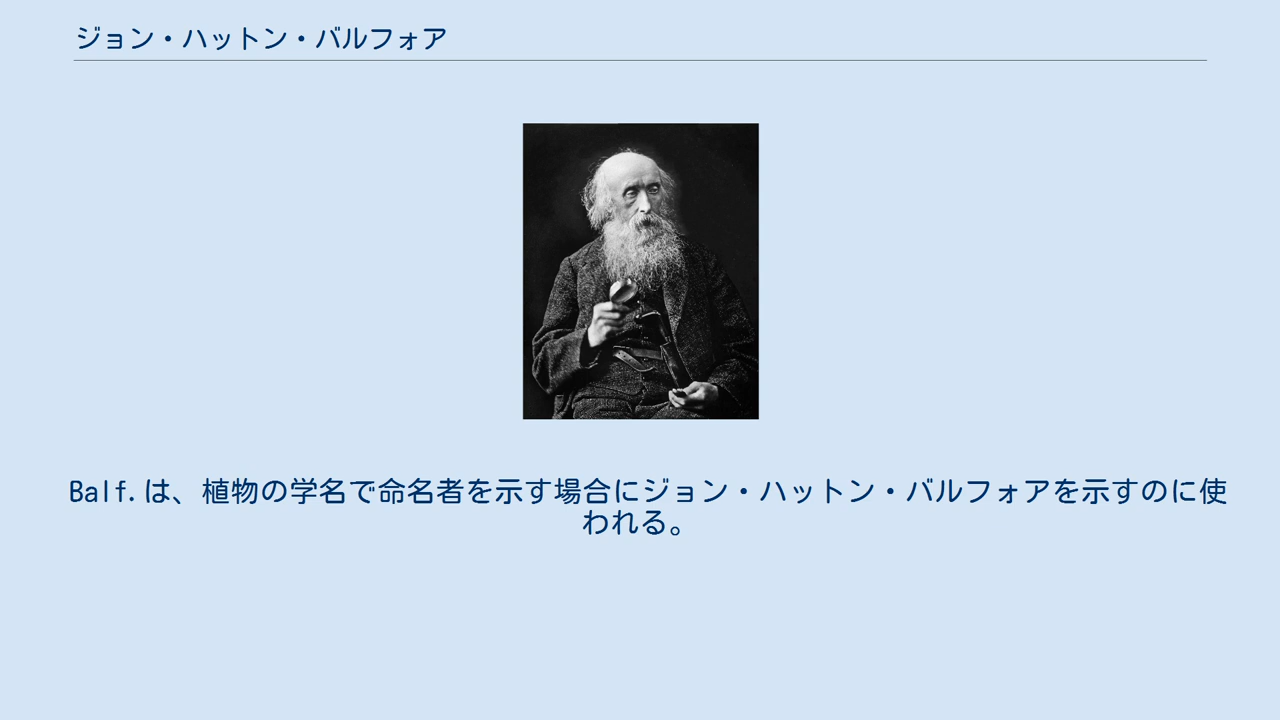 ジョン・ハットン・バルフォア
Balf.は、植物の学名で命名者を示す場合にジョン・ハットン・バルフォアを示すのに使
われる。